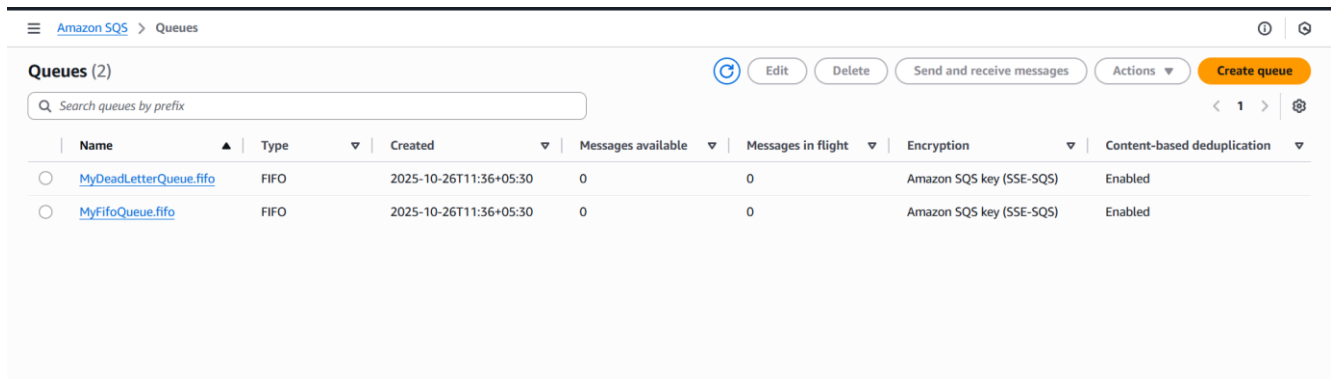 Amazon SQS > Queues
Queues (2)
Edit Delete Send and receive messages Actions Create queue
Search queues by prefix
1
Name Type Created Messages available Messages in flight Encryption Content-based deduplication
MyDeadLetterQueue.fifo FIFO 2025-10-26T11:36+05:30 0 0 Amazon SQS key (SSE-SQS) Enabled
MyFifoQueue.fifo FIFO 2025-10-26T11:36+05:30 0 0 Amazon SQS key (SSE-SQS) Enabled